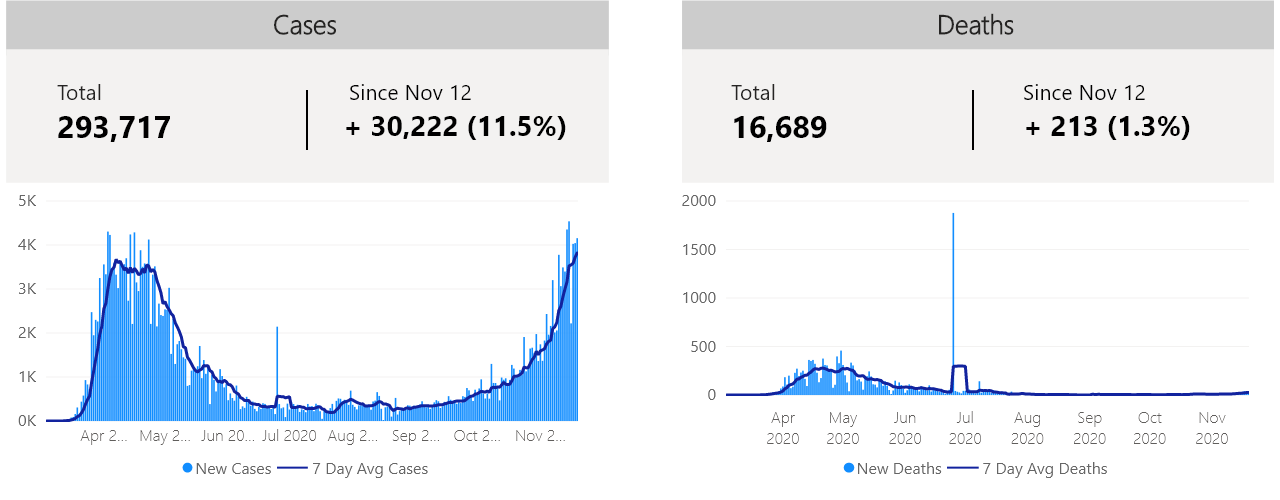 Cases
Total
293,717
Since Nov 12
+ 30,222 (11.5%)
5K
4K
3K
2K
1K
0K
Apr 2... May 2... Jun 20... Jul 2020 Aug 2... Sep 2... Oct 2... Nov 2...
New Cases 7 Day Avg Cases
Deaths
Total
16,689
Since Nov 12
+ 213 (1.3%)
2000
1500
1000
500
0
Apr May Jun Jul Aug Sep Oct Nov
2020 2020 2020 2020 2020 2020 2020 2020
New Deaths 7 Day Avg Deaths